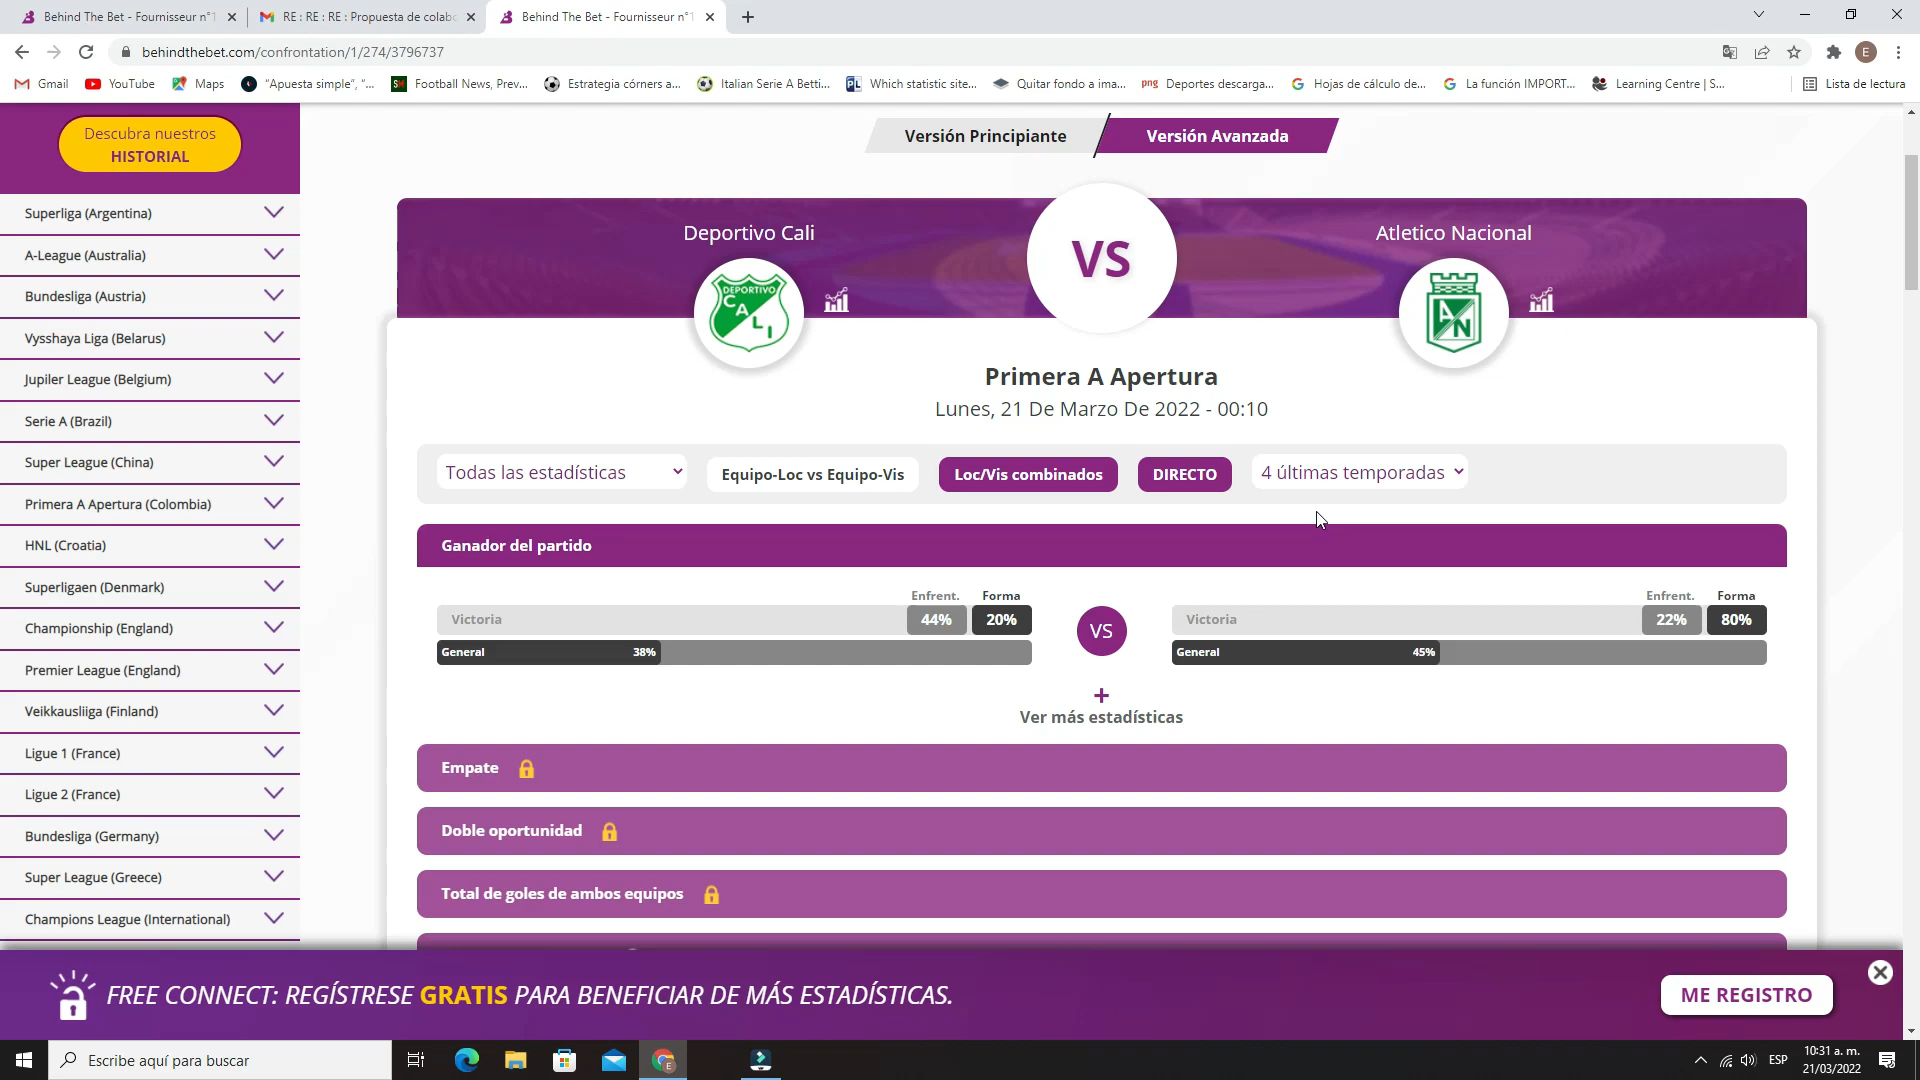 Behind The Bet - Fournisseur n°1
RE : RE : RE : Propuesta de colabo
Behind The Bet - Fournisseur n°1
behindthebet.com/confrontation/1/274/3796737
E
Gmail
YouTube
Maps
"Apuesta simple", "...
Football News, Prev...
Estrategia córners a...
Italian Serie A Betti...
Which statistic site...
Quitar fondo a ima...
png Deportes descarga...
Hojas de cálculo de...
La función IMPORT...
Learning Centre | S...
Lista de lectura
Descubra nuestros
HISTORIAL
Superliga (Argentina)
A-League (Australia)
Bundesliga (Austria)
Vysshaya Liga (Belarus)
Jupiler League (Belgium)
Serie A (Brazil)
Super League (China)
Primera A Apertura (Colombia)
HNL (Croatia)
Superligaen (Denmark)
Championship (England)
Premier League (England)
Veikkausliiga (Finland)
Ligue 1 (France)
Ligue 2 (France)
Bundesliga (Germany)
Super League (Greece)
Champions League (International)
Versión Principiante
Versión Avanzada
Deportivo Cali
VS
Atletico Nacional
DEPORTIVO
CALI
AN
Primera A Apertura
Lunes, 21 De Marzo De 2022 - 00:10
Todas las estadísticas
Equipo-Loc vs Equipo-Vis
Loc/Vis combinados
DIRECTO
4 últimas temporadas
Ganador del partido
Enfrent. Forma
Victoria 44% 20%
General 38%
VS
Enfrent. Forma
Victoria 22% 80%
General 45%
+
Ver más estadísticas
Empate
Doble oportunidad
Total de goles de ambos equipos
FREE CONNECT: REGÍSTRESE GRATIS PARA BENEFICIAR DE MÁS ESTADÍSTICAS.
ME REGISTRO
Escribe aquí para buscar
ESP
10:31 a. m.
21/03/2022